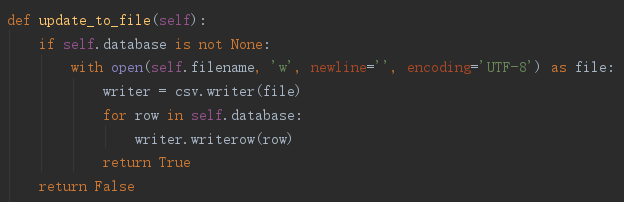 def update_to_file(self):
    if self.database is not None:
        with open(self.filename, 'w', newline='', encoding='UTF-8') as file:
            writer = csv.writer(file)
            for row in self.database:
                writer.writerow(row)
            return True
    return False